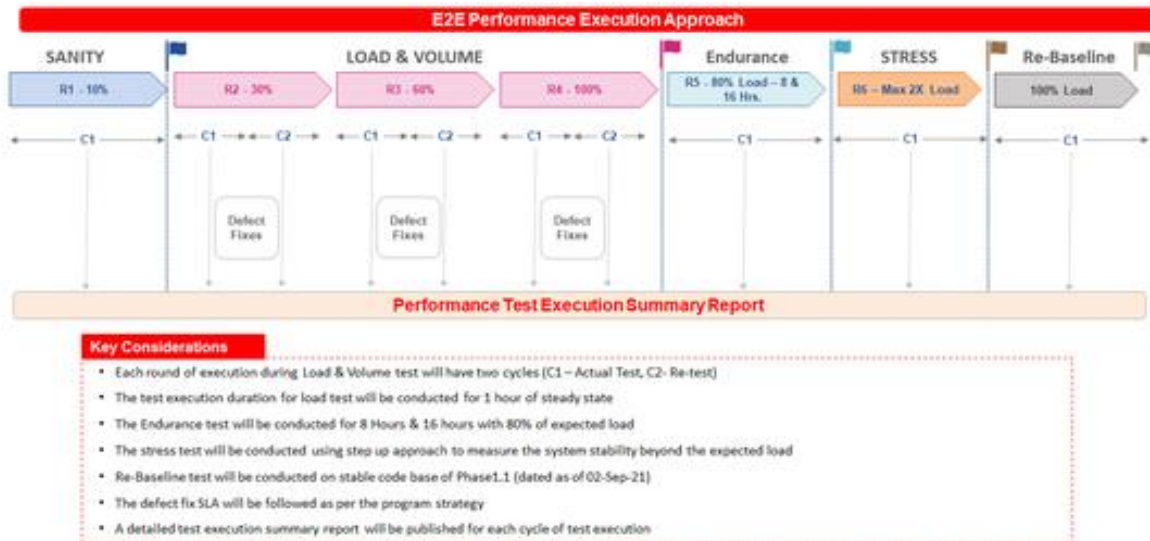 E2E Performance Execution Approach
SANITY
LOAD & VOLUME
Endurance
STRESS
Re-Baseline
R1 - 10%
R2 - 30%
R3 - 60%
R4 - 100%
R5 - 80% Load – 8 &
16 Hrs.
R6 – Max 2X Load
100% Load
C1
C1
C2
C1
C2
C1
C2
C1
C1
C1
Defect
Fixes
Defect
Fixes
Defect
Fixes
Performance Test Execution Summary Report
Key Considerations
• Each round of execution during Load & Volume test will have two cycles (C1 – Actual Test, C2- Re-test)
• The test execution duration for load test will be conducted for 1 hour of steady state
• The Endurance test will be conducted for 8 Hours & 16 hours with 80% of expected load
• The stress test will be conducted using step up approach to measure the system stability beyond the expected load
• Re-Baseline test will be conducted on stable code base of Phase1.1 (dated as of 02-Sep-21)
• The defect fix SLA will be followed as per the program strategy
• A detailed test execution summary report will be published for each cycle of test execution